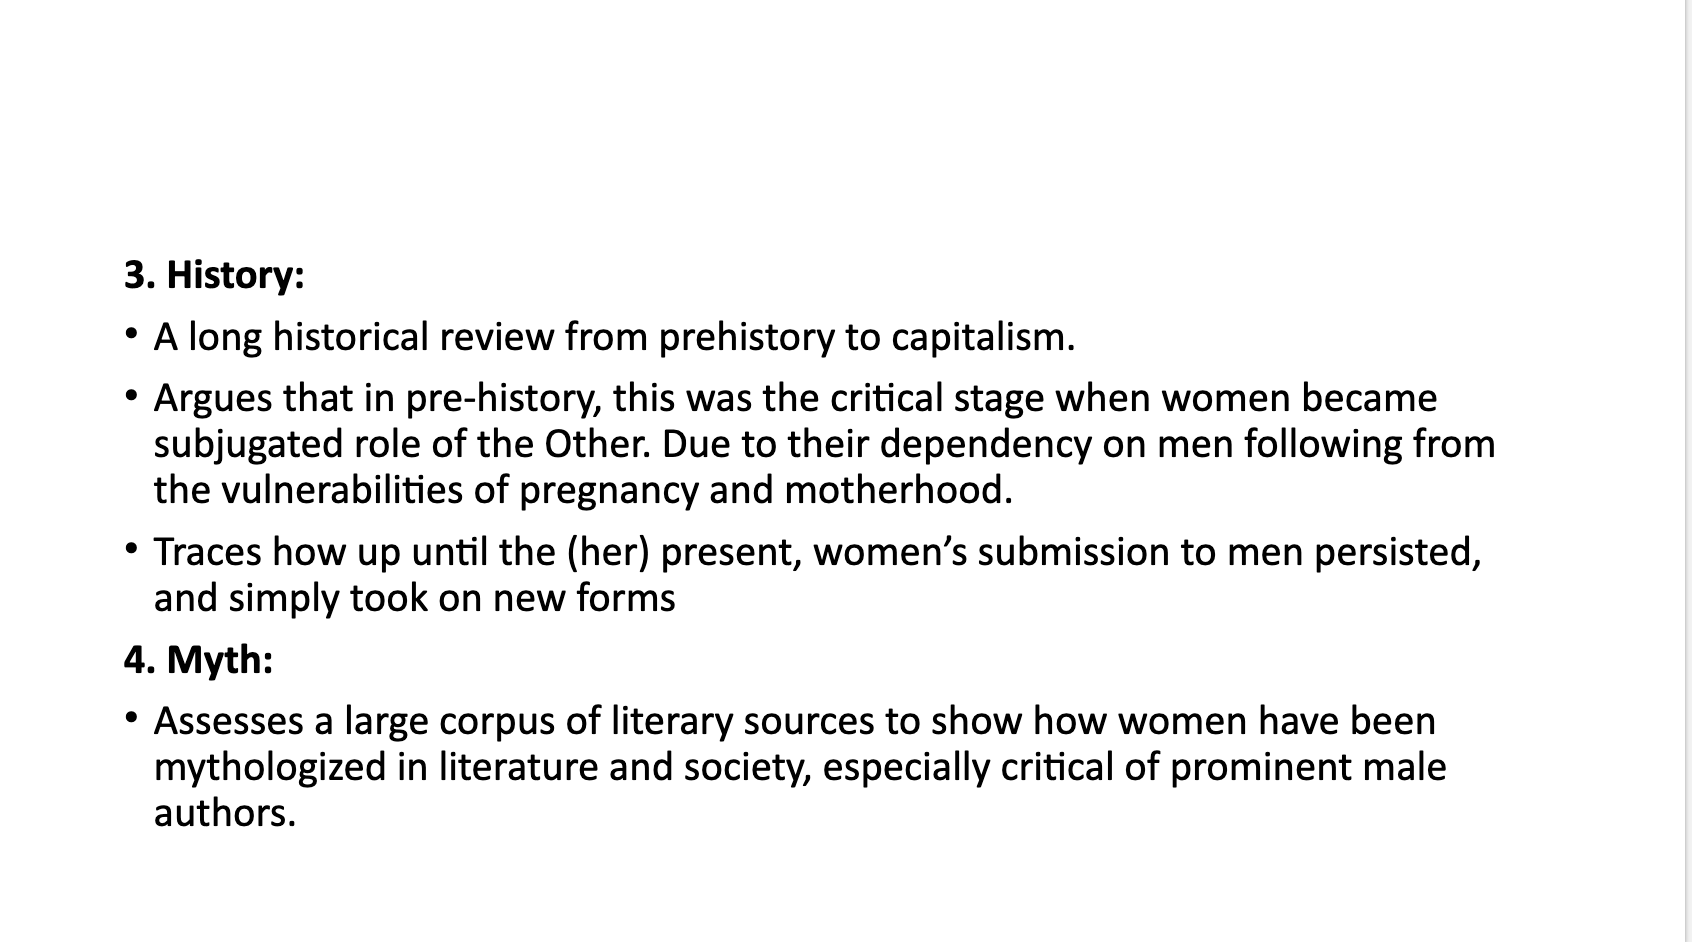 3. History:
• A long historical review from prehistory to capitalism.
• Argues that in pre-history, this was the critical stage when women became
subjugated role of the Other. Due to their dependency on men following from
the vulnerabilities of pregnancy and motherhood.
• Traces how up until the (her) present, women’s submission to men persisted,
and simply took on new forms
4. Myth:
• Assesses a large corpus of literary sources to show how women have been
mythologized in literature and society, especially critical of prominent male
authors.